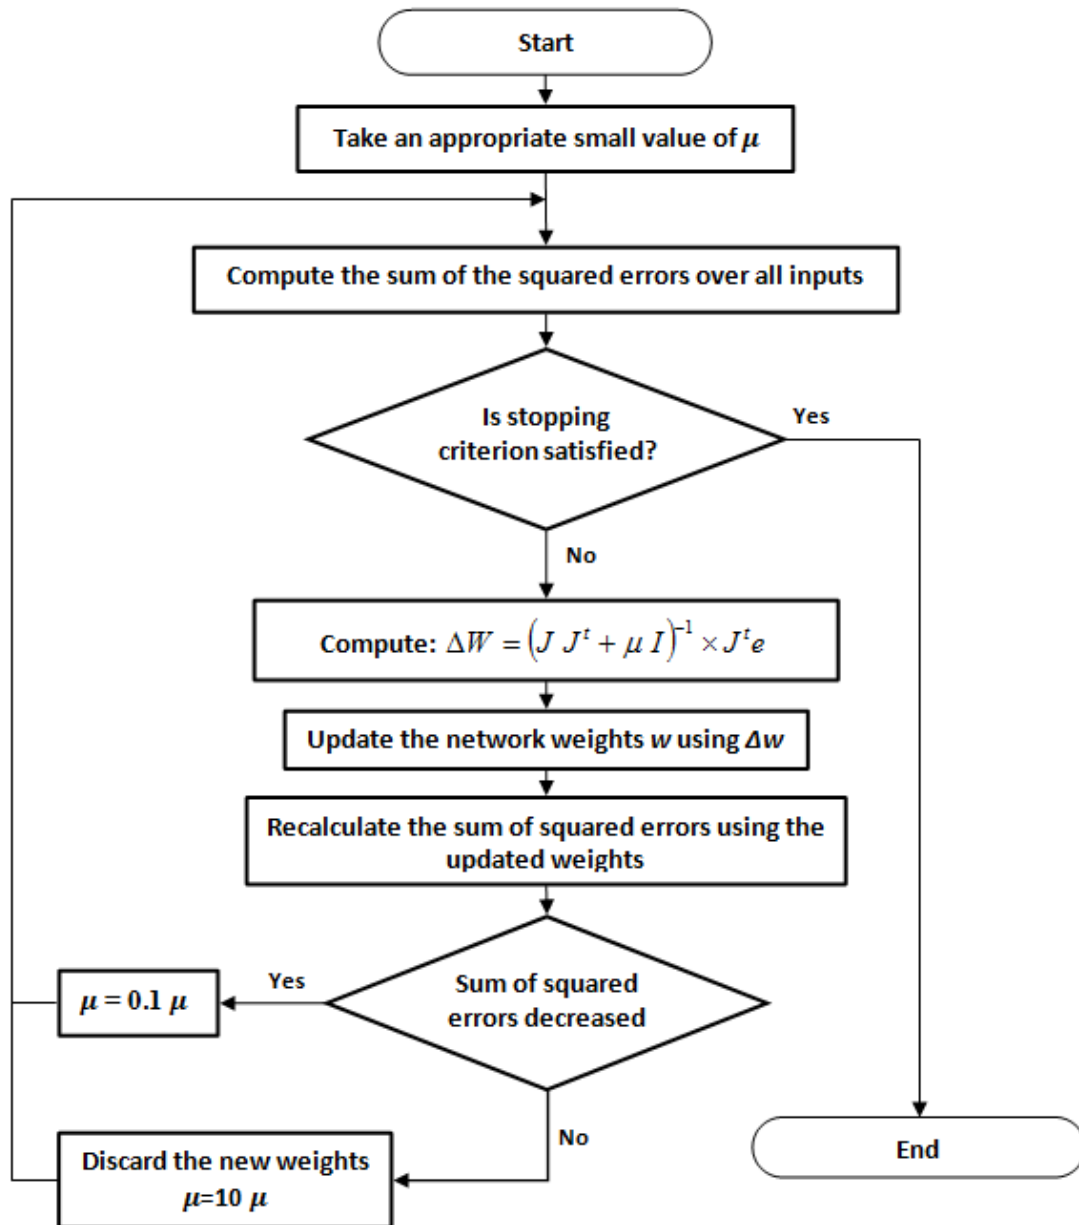 Start
Take an appropriate small value of μ
Compute the sum of the squared errors over all inputs
Is stopping
criterion satisfied?
Yes
No
Compute: ΔW = (J Jᵗ + μ I)⁻¹ × Jᵗe
Update the network weights w using Δw
Recalculate the sum of squared errors using the
updated weights
Sum of squared
errors decreased
Yes
μ = 0.1 μ
No
Discard the new weights
μ=10 μ
End